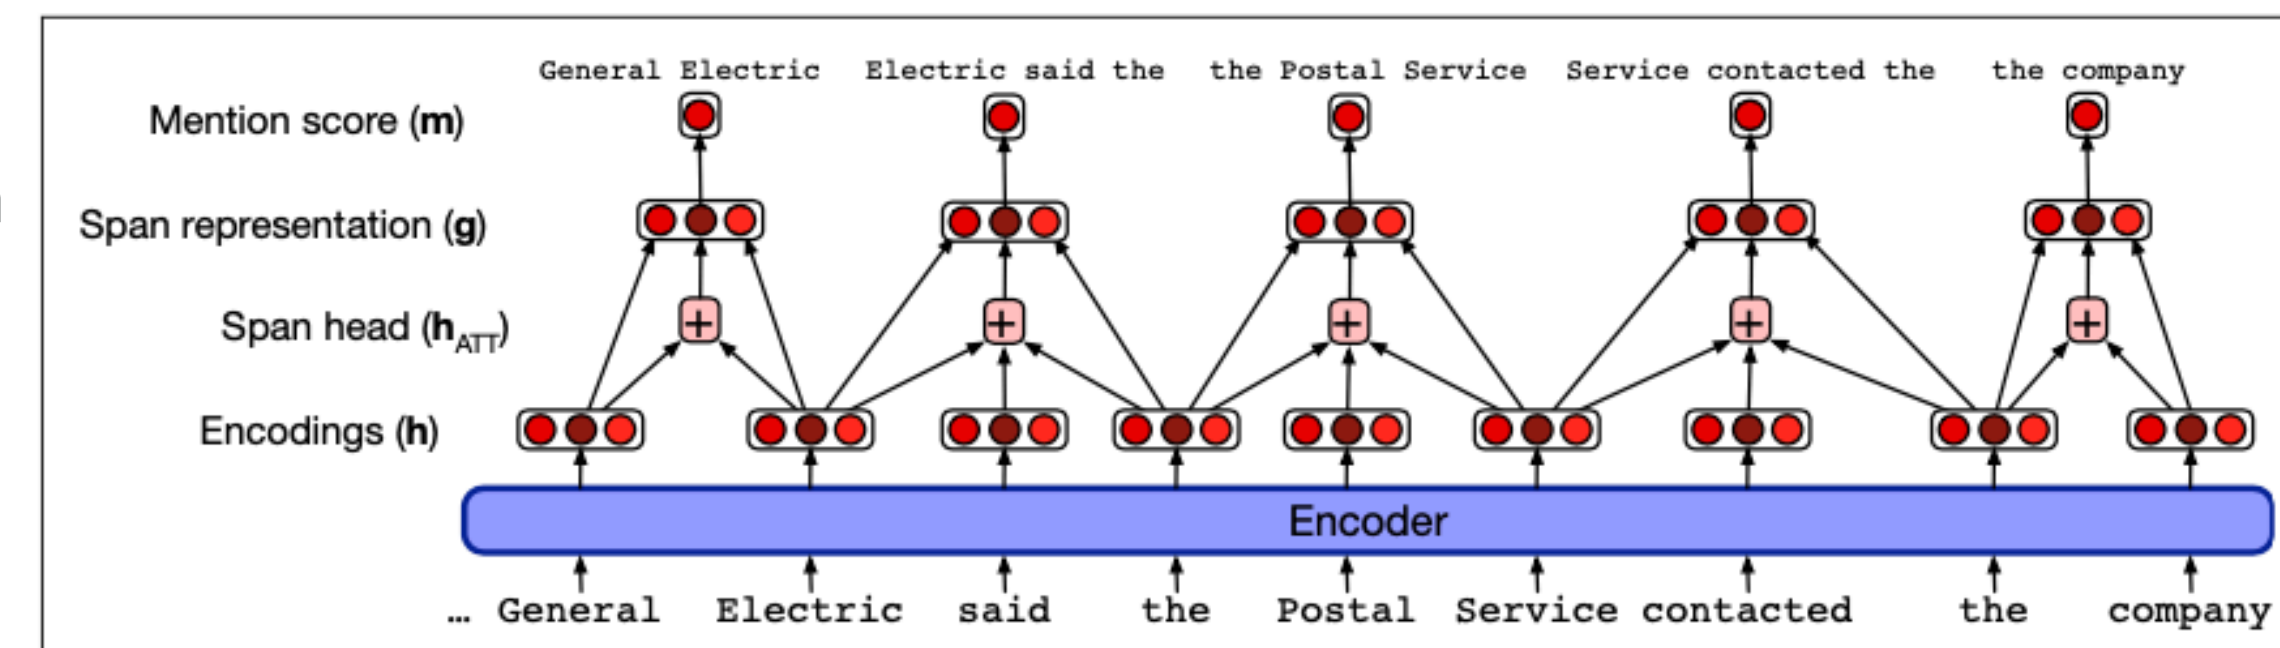 General Electric Electric said the the Postal Service Service contacted the the company
Mention score (m)
Span representation (g)
Span head (hATT)
+ + + + +
Encodings (h)
Encoder
... General Electric said the Postal Service contacted the company